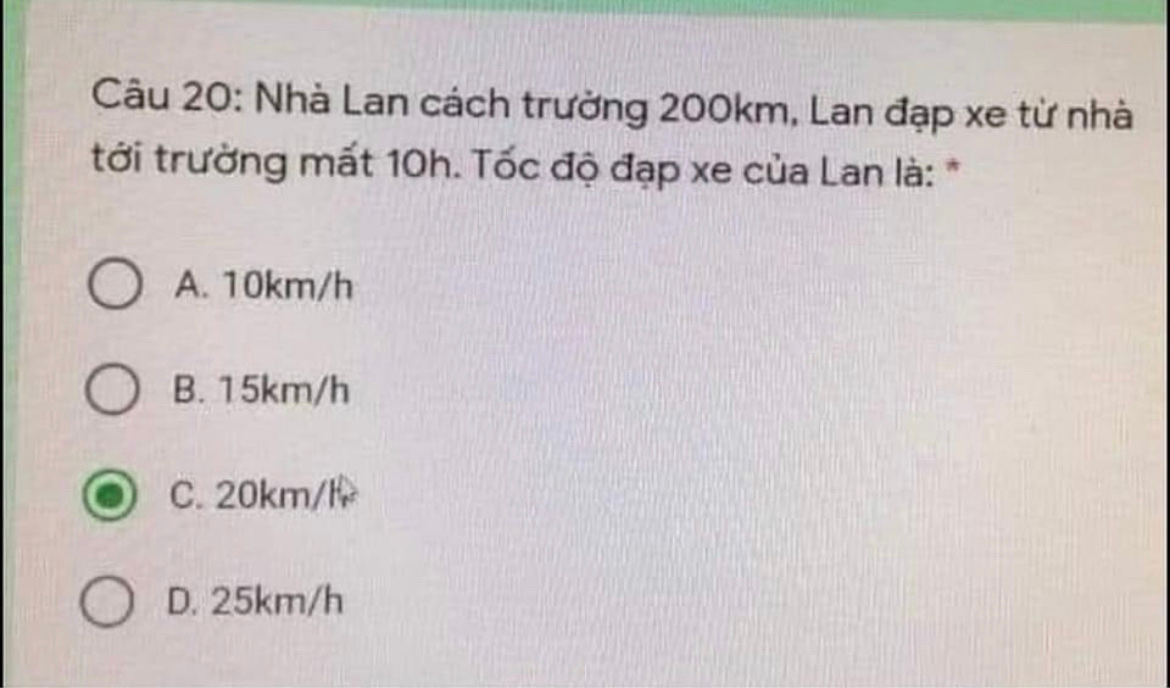 Câu 20: Nhà Lan cách trường 200km, Lan đạp xe từ nhà
tới trường mất 10h. Tốc độ đạp xe của Lan là: *
A. 10km/h
B. 15km/h
C. 20km/h
D. 25km/h